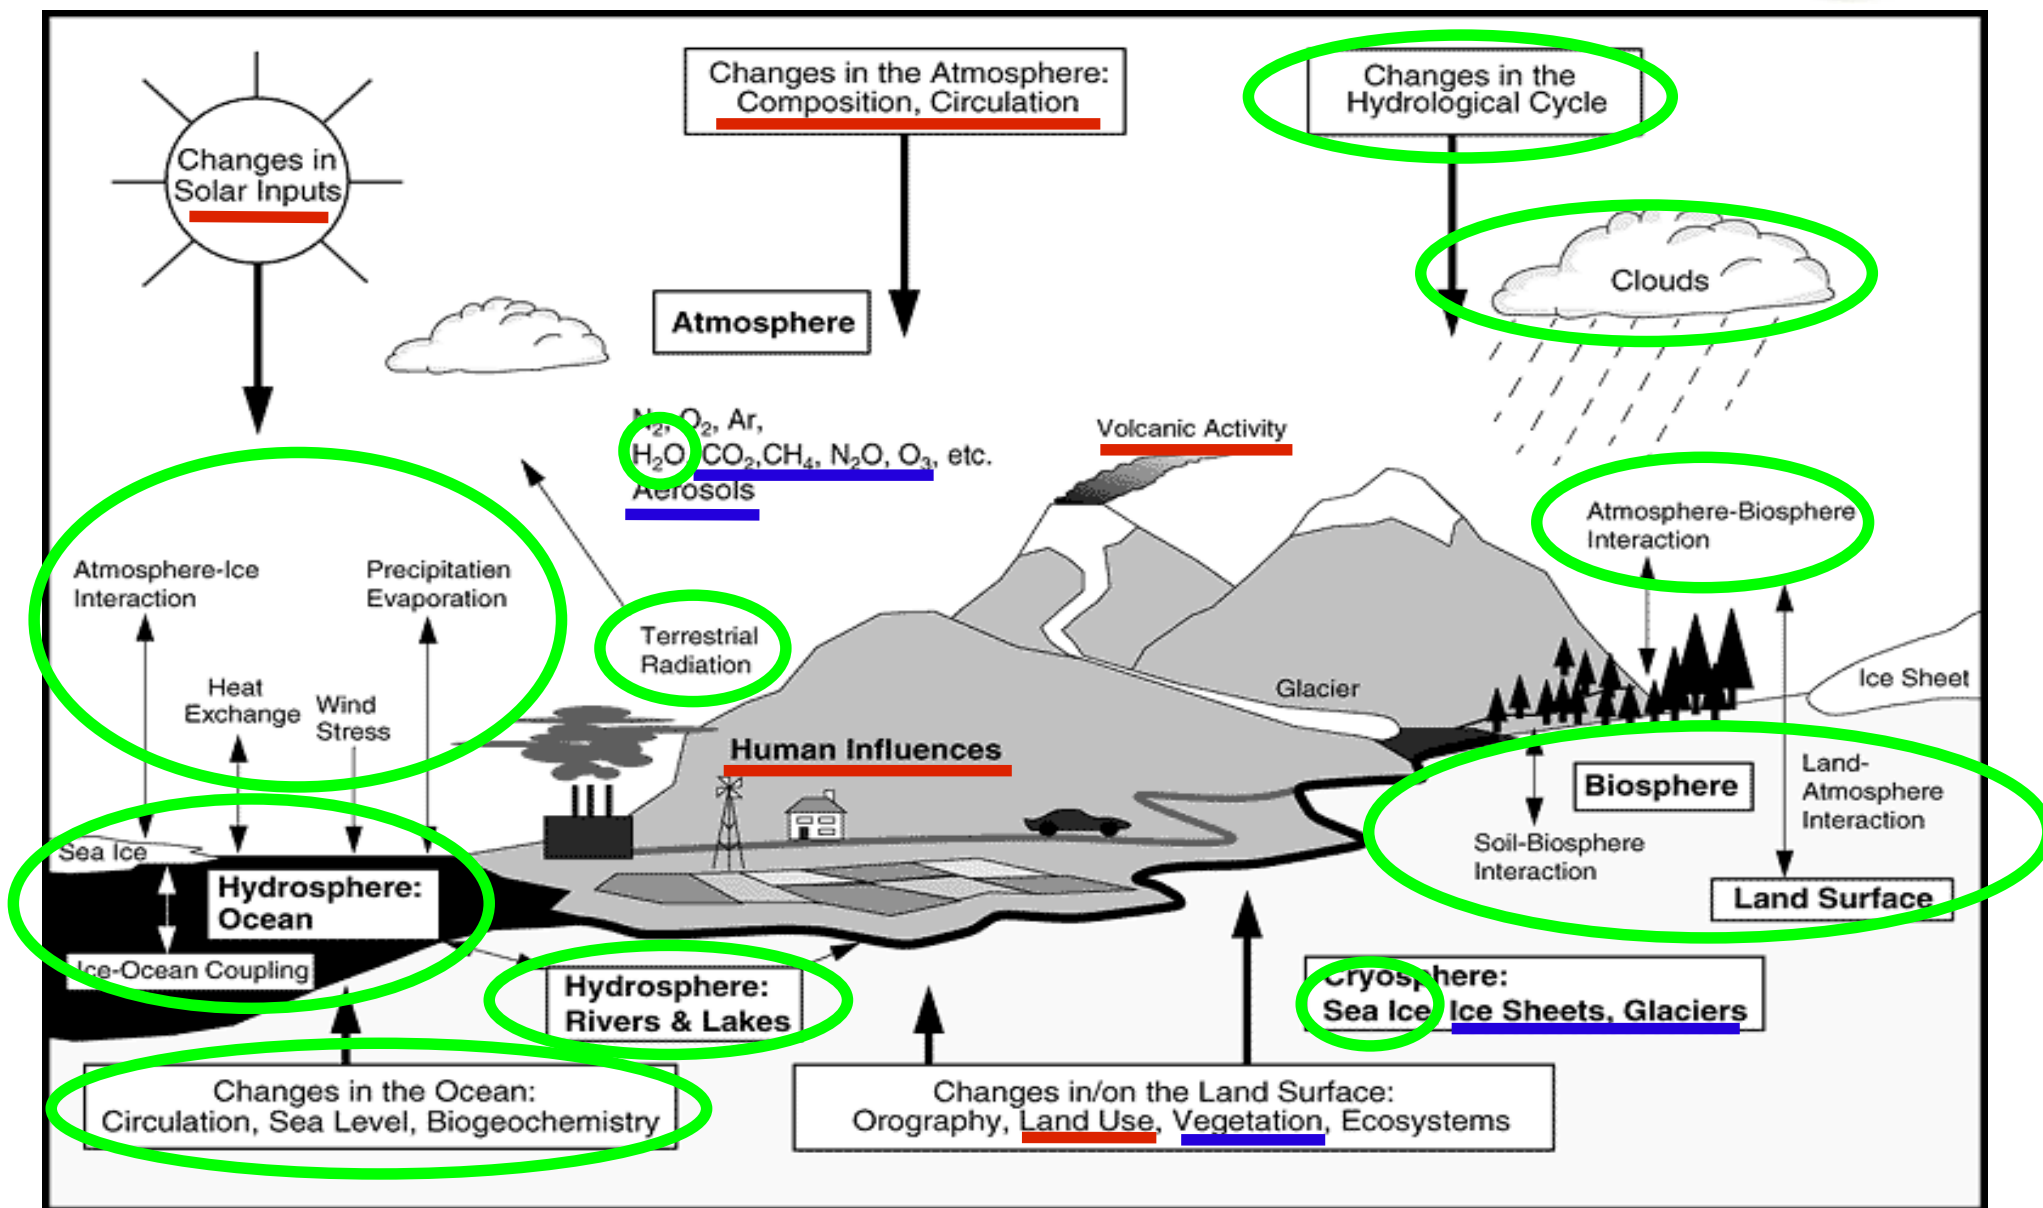 Changes in the Atmosphere:
Composition, Circulation
Changes in the
Hydrological Cycle
Changes in
Solar Inputs
Clouds
Atmosphere
N₂, O₂, Ar,
H₂O, CO₂,CH₄, N₂O, O₃, etc.
Aerosols
Volcanic Activity
Atmosphere-Biosphere
Interaction
Atmosphere-Ice
Interaction
Precipitation
Evaporation
Terrestrial
Radiation
Heat
Exchange
Wind
Stress
Glacier
Ice Sheet
Human Influences
Biosphere
Land-
Atmosphere
Interaction
Soil-Biosphere
Interaction
Land Surface
Sea Ice
Hydrosphere:
Ocean
Ice-Ocean Coupling
Hydrosphere:
Rivers & Lakes
Cryosphere:
Sea Ice, Ice Sheets, Glaciers
Changes in the Ocean:
Circulation, Sea Level, Biogeochemistry
Changes in/on the Land Surface:
Orography, Land Use, Vegetation, Ecosystems